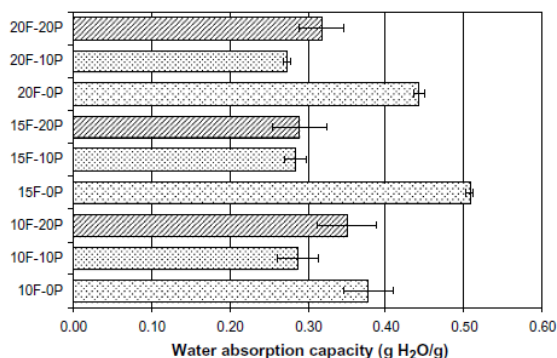 20F-20P
20F-10P
20F-0P
15F-20P
15F-10P
15F-0P
10F-20P
10F-10P
10F-0P
0.00 0.10 0.20 0.30 0.40 0.50 0.60
Water absorption capacity (g H₂O/g)